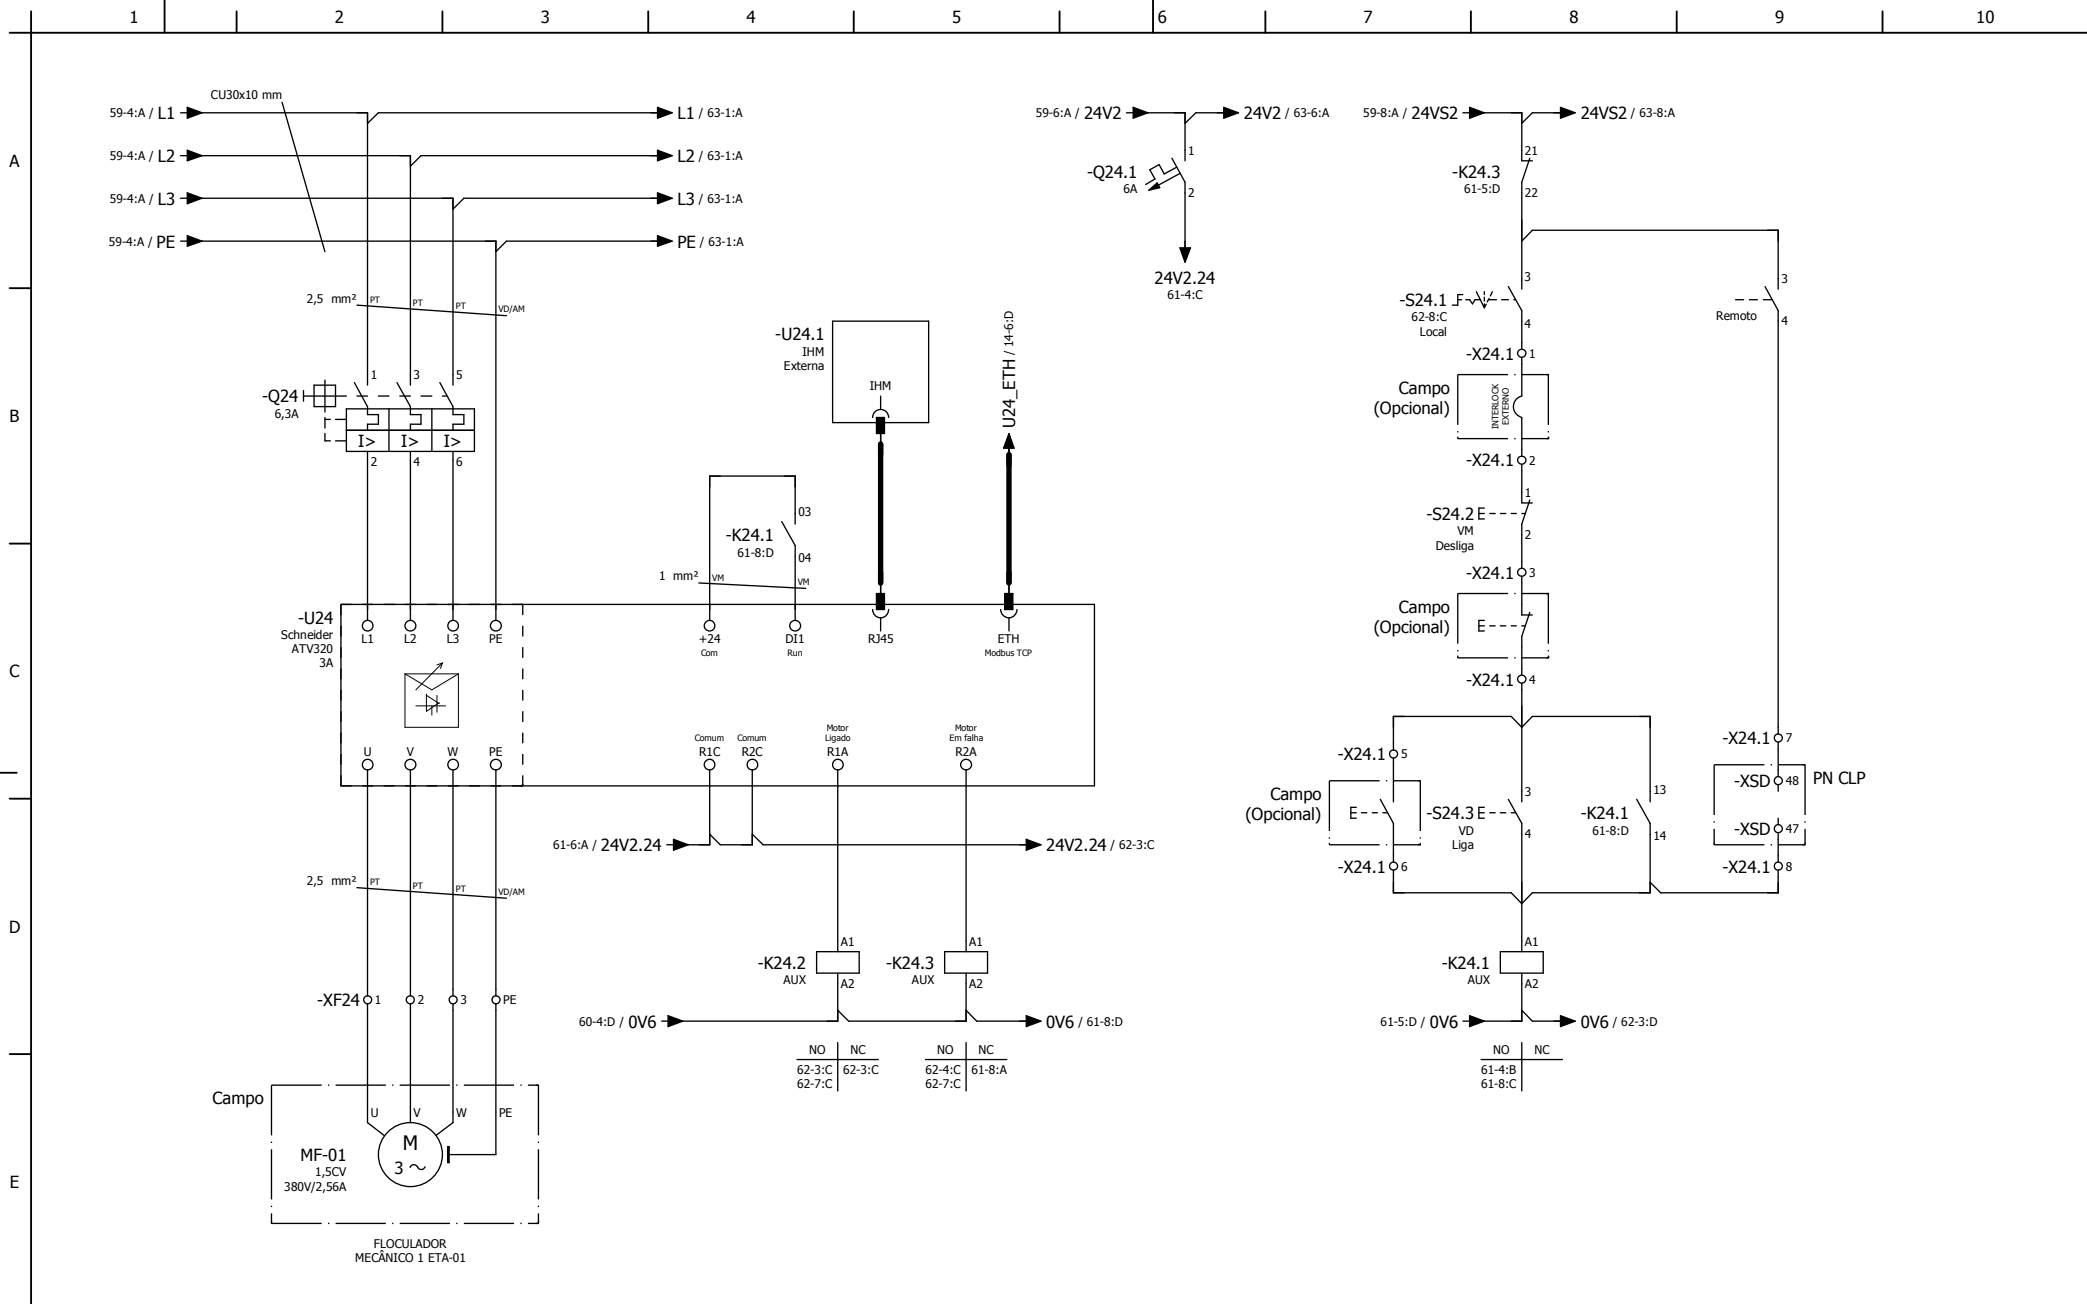 1 2 3 4 5 6 7 8 9 10
A
B
C
D
E
CU30x10 mm
59-4:A / L1
L1 / 63-1:A
59-4:A / L2
L2 / 63-1:A
59-4:A / L3
L3 / 63-1:A
59-4:A / PE
PE / 63-1:A
2,5 mm²
PT PT PT VD/AM
-Q24
6,3A
1 3 5
I> I> I>
2 4 6
-U24
Schneider
ATV320
3A
L1 L2 L3 PE
U V W PE
2,5 mm²
PT PT PT VD/AM
-XF24 1 2 3 PE
Campo
U V W PE
M
3 ~
MF-01
1,5CV
380V/2,56A
FLOCULADOR
MECÂNICO 1 ETA-01
-U24.1
IHM
Externa
IHM
U24_ETH / 14-6:D
-K24.1
61-8:D
03
04
1 mm²
VM VM
+24
Com
DI1
Run
RJ45
ETH
Modbus TCP
Comum
R1C
Comum
R2C
Motor
Ligado
R1A
Motor
Em falha
R2A
61-6:A / 24V2.24
24V2.24 / 62-3:C
-K24.2
AUX
A1
A2
-K24.3
AUX
A1
A2
60-4:D / 0V6
0V6 / 61-8:D
NO NC
62-3:C 62-3:C
62-7:C
NO NC
62-4:C 61-8:A
62-7:C
59-6:A / 24V2
24V2 / 63-6:A
-Q24.1
6A
1
2
24V2.24
61-4:C
59-8:A / 24VS2
24VS2 / 63-8:A
-K24.3
61-5:D
21
22
-S24.1
62-8:C
Local
3
4
Remoto
3
4
-X24.1 1
Campo
(Opcional)
INTERLOCK
EXTERNO
-X24.1 2
-S24.2 E
VM
Desliga
1
2
-X24.1 3
Campo
(Opcional)
E
-X24.1 4
-X24.1 5
Campo
(Opcional)
E
-X24.1 6
-S24.3 E
VD
Liga
3
4
-K24.1
61-8:D
13
14
-X24.1 7
-XSD 48
PN CLP
-XSD 47
-X24.1 8
-K24.1
AUX
A1
A2
61-5:D / 0V6
0V6 / 62-3:D
NO NC
61-4:B
61-8:C